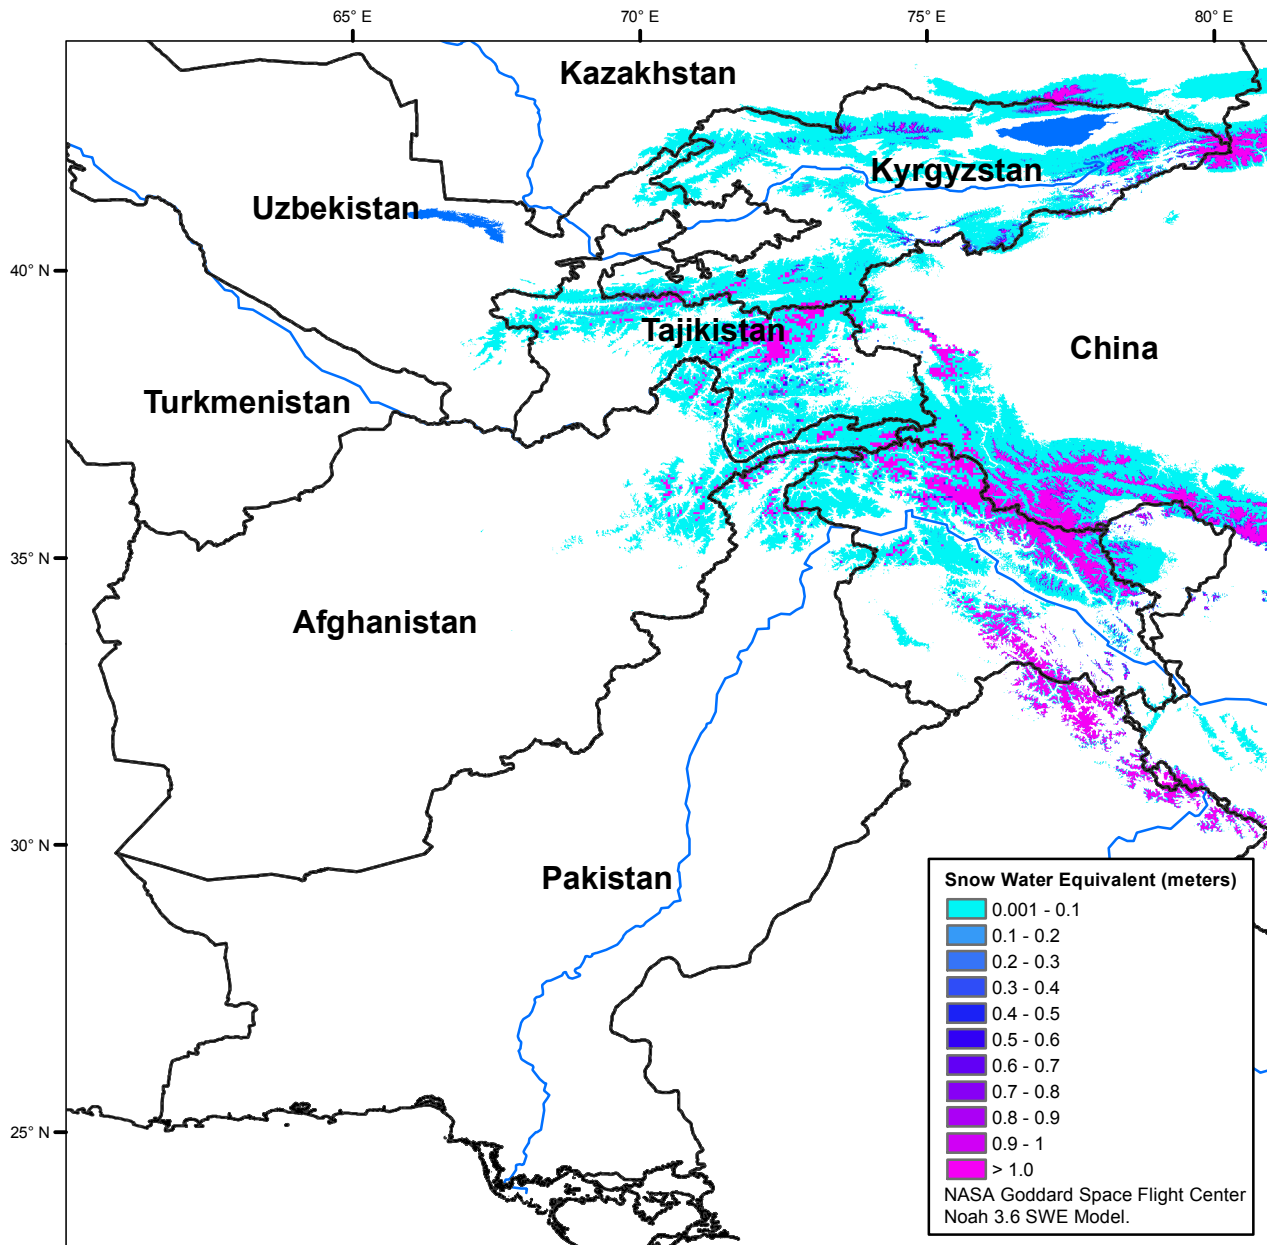 65° E
70° E
75° E
80° E
Kazakhstan
Kyrgyzstan
Uzbekistan
40° N
Tajikistan
China
Turkmenistan
35° N
Afghanistan
30° N
Pakistan
25° N
Snow Water Equivalent (meters)
0.001 - 0.1
0.1 - 0.2
0.2 - 0.3
0.3 - 0.4
0.4 - 0.5
0.5 - 0.6
0.6 - 0.7
0.7 - 0.8
0.8 - 0.9
0.9 - 1
> 1.0
NASA Goddard Space Flight Center
Noah 3.6 SWE Model.